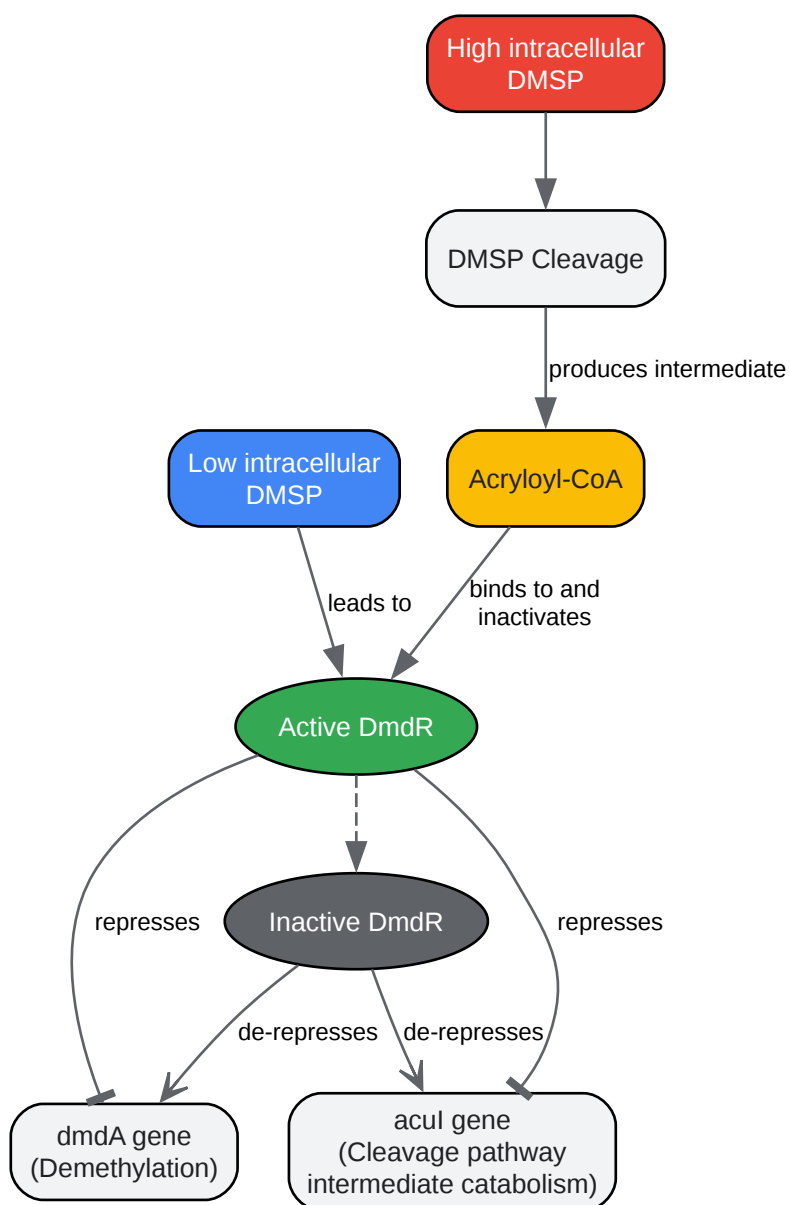 High intracellular
DMSP
DMSP Cleavage
produces intermediate
Low intracellular
DMSP
Acryloyl-CoA
leads to
binds to and
inactivates
Active DmdR
represses
Inactive DmdR
represses
de-represses
de-represses
dmdA gene
(Demethylation)
acuI gene
(Cleavage pathway
intermediate catabolism)